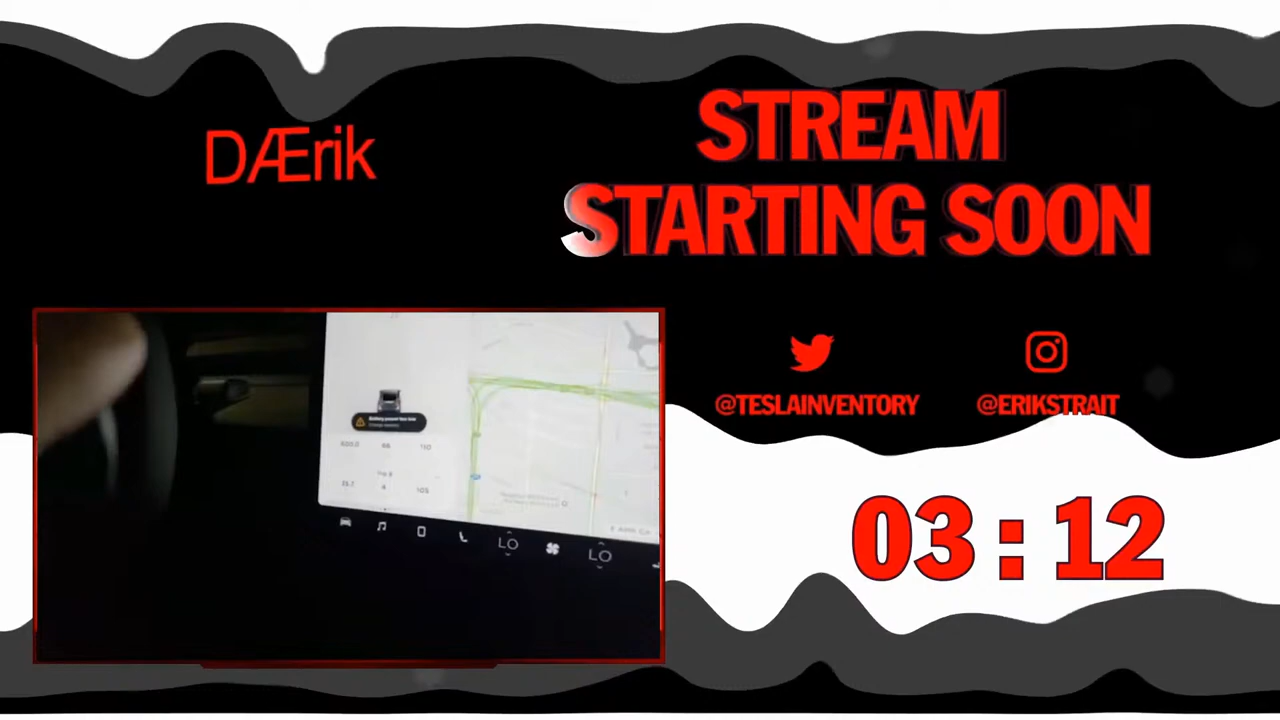 DÆrik
STREAM
STARTING SOON
@TESLAINVENTORY
@ERIKSTRAIT
03:12
LO
LO